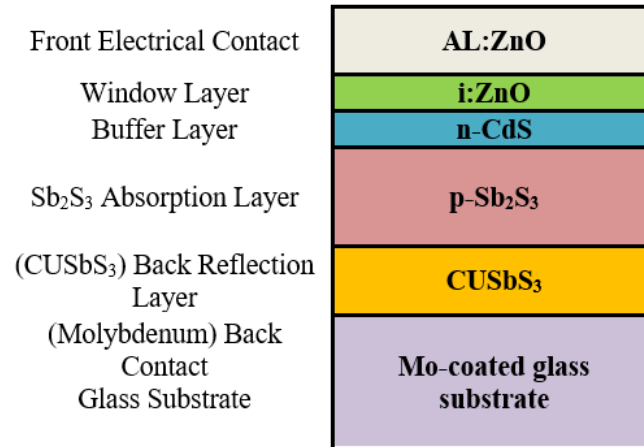 Front Electrical Contact
AL:ZnO
Window Layer
i:ZnO
Buffer Layer
n-CdS
Sb₂S₃ Absorption Layer
p-Sb₂S₃
(CUSbS₃) Back Reflection
Layer
CUSbS₃
(Molybdenum) Back
Contact
Glass Substrate
Mo-coated glass
substrate